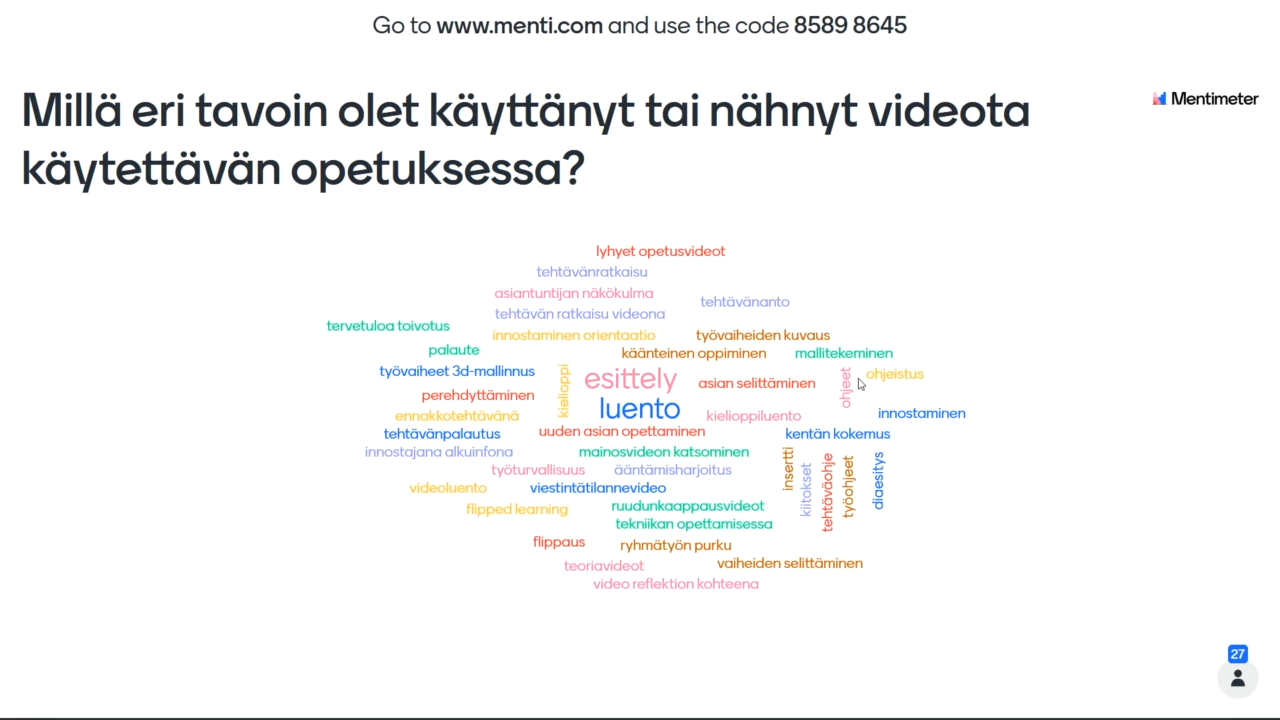 Go to www.menti.com and use the code 8589 8645
Millä eri tavoin olet käyttänyt tai nähnyt videota
käytettävän opetuksessa?
Mentimeter
lyhyet opetusvideot
tehtävänratkaisu
asiantuntijan näkökulma
tehtävänanto
tehtävän ratkaisu videona
tervetuloa toivotus
innostaminen orientaatio
työvaiheiden kuvaus
palaute
käänteinen oppiminen
mallitekeminen
työvaiheet 3d-mallinnus
kielioppi
esittely
asian selittäminen
ohjeet
ohjeistus
perehdyttäminen
luento
ennakkotehtävänä
kielioppiluento
innostaminen
tehtävänpalautus
uuden asian opettaminen
kentän kokemus
innostajana alkuinfona
mainosvideon katsominen
työturvallisuus
ääntämisharjoitus
insertti
kiitokset
tehtäväohje
työohjeet
diaesitys
videoluento
viestintätilannevideo
flipped learning
ruudunkaappausvideot
tekniikan opettamisessa
flippaus
ryhmätyön purku
teoriavideot
vaiheiden selittäminen
video reflektion kohteena
27